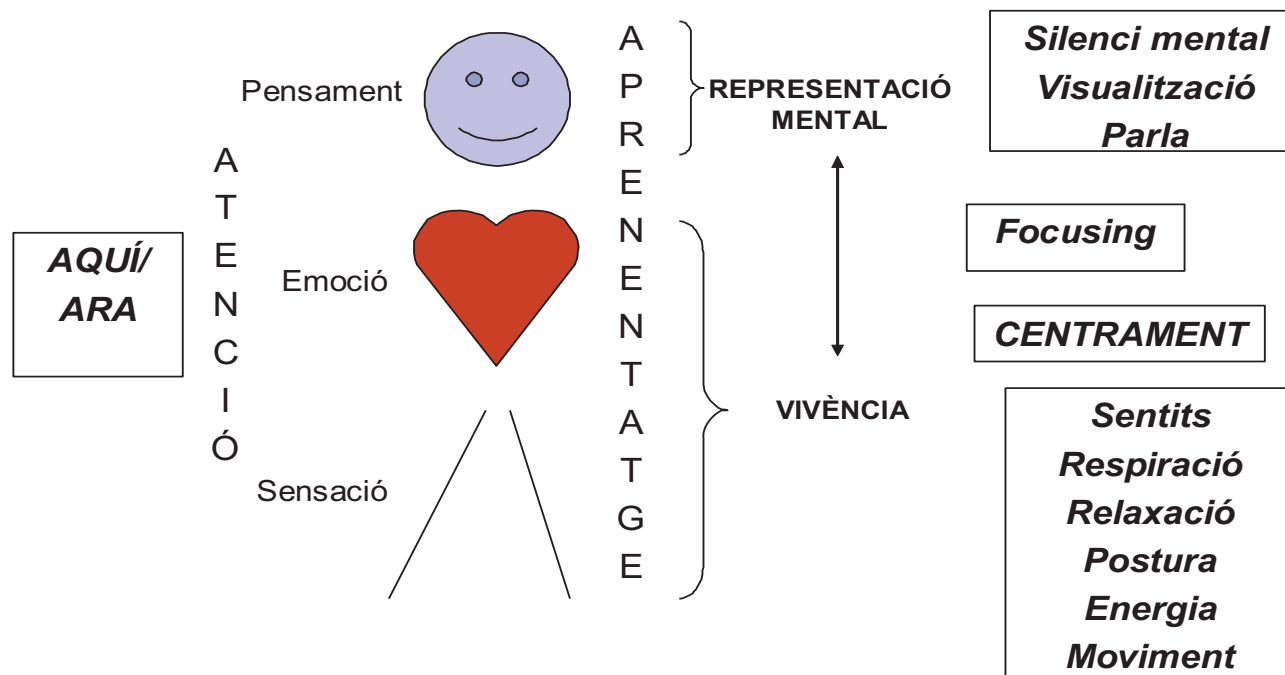 AQUÍ/
ARA
ATENCIÓ
Pensament
Emoció
Sensació
APRENENTATGE
REPRESENTACIÓ
MENTAL
VIVÈNCIA
Silenci mental
Visualització
Parla
Focusing
CENTRAMENT
Sentits
Respiració
Relaxació
Postura
Energia
Moviment